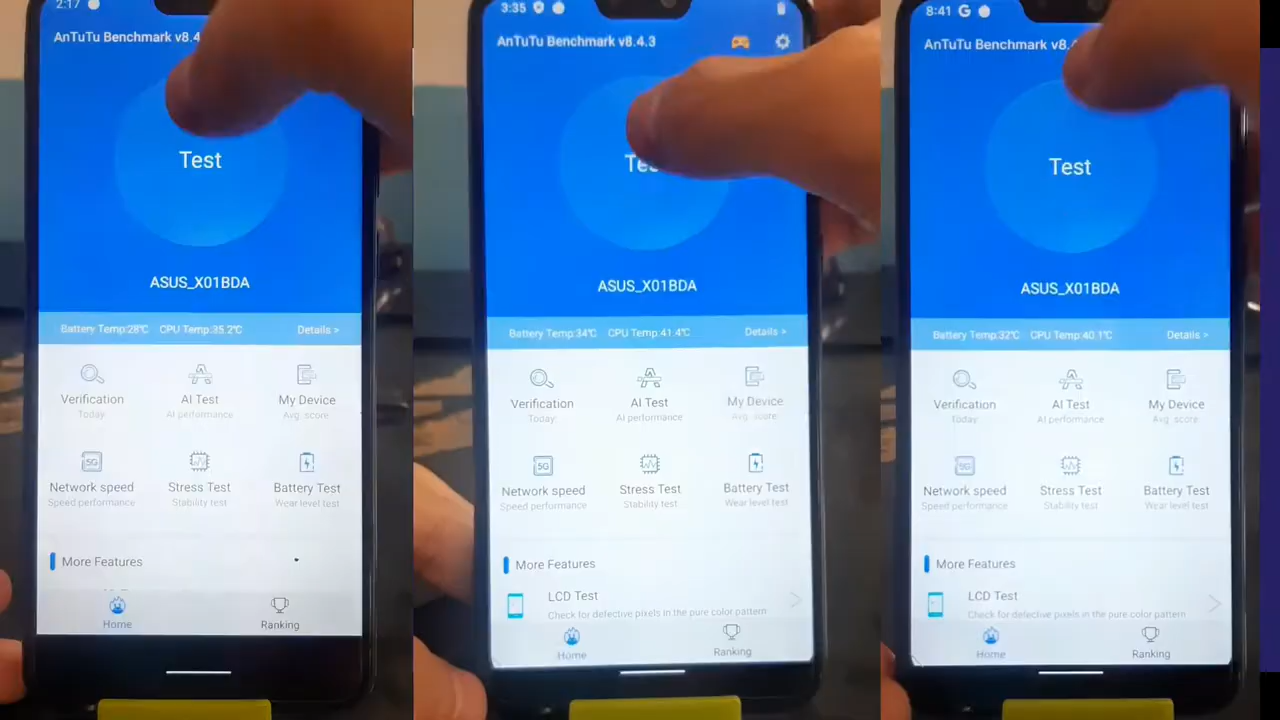 2:17
AnTuTu Benchmark v8.4
Test
ASUS_X01BDA
Battery Temp:28℃ CPU Temp:35.2℃ Details >
Verification AI Test My Device
Today AI performance Avg. score
5G
Network speed Stress Test Battery Test
Speed performance Stability test Wear level test
More Features
Home Ranking
3:35
AnTuTu Benchmark v8.4.3
Tes
ASUS_X01BDA
Battery Temp:34℃ CPU Temp:41.4℃ Details >
Verification AI Test My Device
Today AI performance Avg. score
5G
Network speed Stress Test Battery Test
Speed performance Stability test Wear level test
More Features
LCD Test
Check for defective pixels in the pure color pattern
Home Ranking
8:41 G
AnTuTu Benchmark v8.4
Test
ASUS_X01BDA
Battery Temp:32℃ CPU Temp:40.1℃ Details >
Verification AI Test My Device
Today AI performance Avg. score
5G
Network speed Stress Test Battery Test
Speed performance Stability test Wear level test
More Features
LCD Test
Check for defective pixels in the pure color pattern
Home Ranking